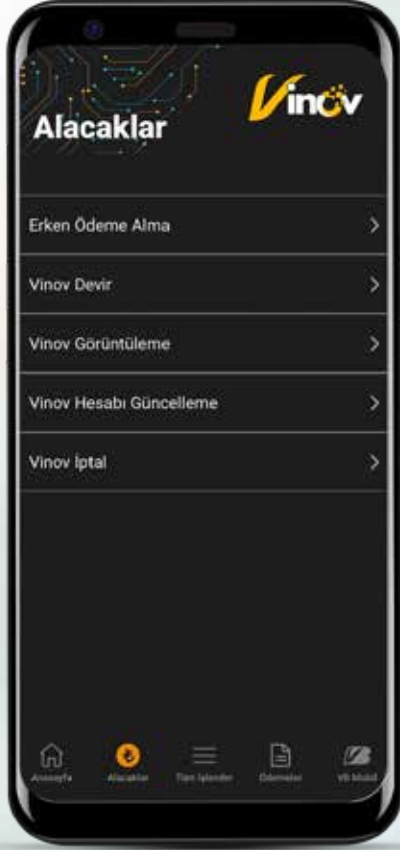 Vinov
Alacaklar
Erken Ödeme Alma
Vinov Devir
Vinov Görüntüleme
Vinov Hesabı Güncelleme
Vinov İptal
Anasayfa Alacaklar Tüm İşlemler Ödemeler VB Mobil